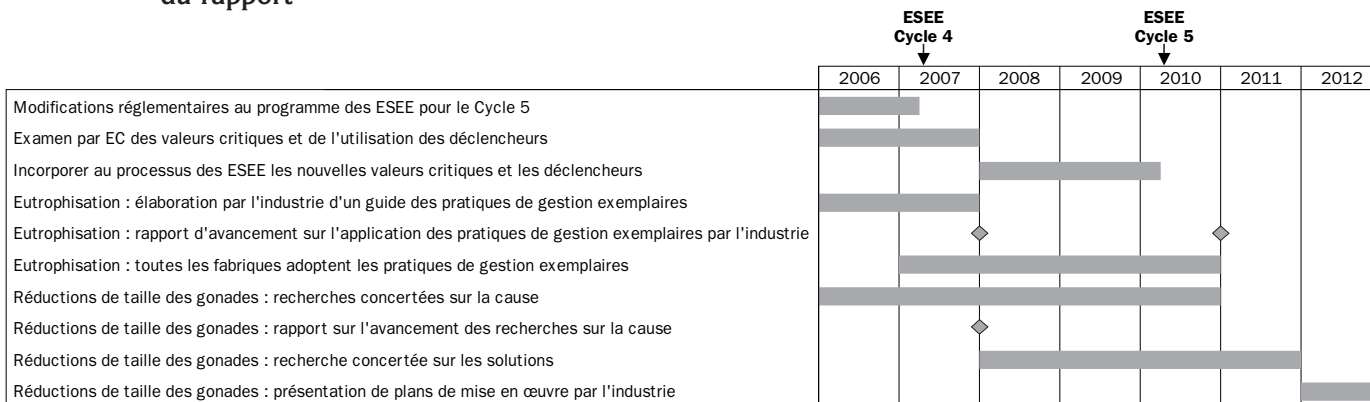 du rapport
ESEE ESEE
Cycle 4 Cycle 5
2006 2007 2008 2009 2010 2011 2012
Modifications réglementaires au programme des ESEE pour le Cycle 5
Examen par EC des valeurs critiques et de l'utilisation des déclencheurs
Incorporer au processus des ESEE les nouvelles valeurs critiques et les déclencheurs
Eutrophisation : élaboration par l'industrie d'un guide des pratiques de gestion exemplaires
Eutrophisation : rapport d'avancement sur l'application des pratiques de gestion exemplaires par l'industrie
Eutrophisation : toutes les fabriques adoptent les pratiques de gestion exemplaires
Réductions de taille des gonades : recherches concertées sur la cause
Réductions de taille des gonades : rapport sur l'avancement des recherches sur la cause
Réductions de taille des gonades : recherche concertée sur les solutions
Réductions de taille des gonades : présentation de plans de mise en œuvre par l'industrie